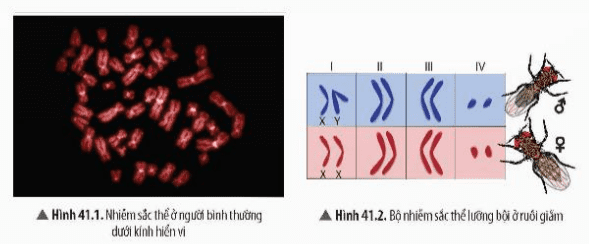 I II III IV
X Y
X X
♂
♀
▲ Hình 41.1. Nhiễm sắc thể ở người bình thường
dưới kính hiển vi
▲ Hình 41.2. Bộ nhiễm sắc thể lưỡng bội ở ruồi giấm